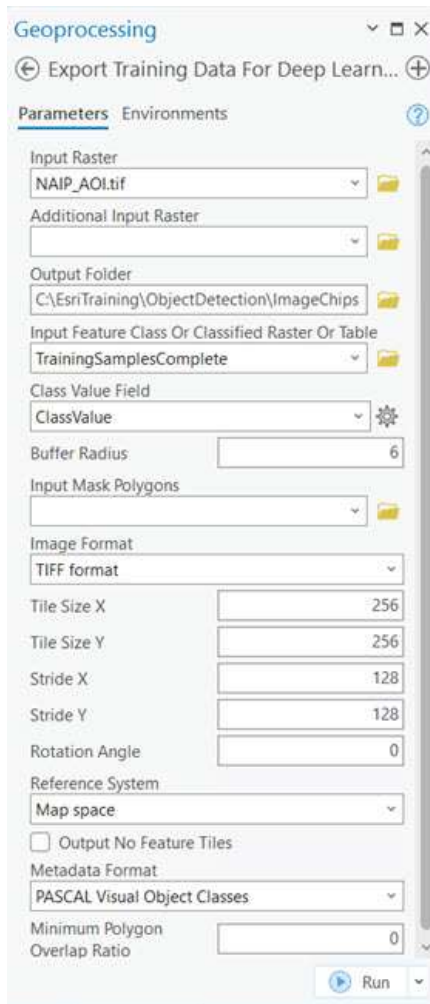 Geoprocessing
Export Training Data For Deep Learn...
Parameters Environments
Input Raster
NAIP_AOI.tif
Additional Input Raster
Output Folder
C:\EsriTraining\ObjectDetection\ImageChips
Input Feature Class Or Classified Raster Or Table
TrainingSamplesComplete
Class Value Field
ClassValue
Buffer Radius 6
Input Mask Polygons
Image Format
TIFF format
Tile Size X 256
Tile Size Y 256
Stride X 128
Stride Y 128
Rotation Angle 0
Reference System
Map space
Output No Feature Tiles
Metadata Format
PASCAL Visual Object Classes
Minimum Polygon
Overlap Ratio 0
Run